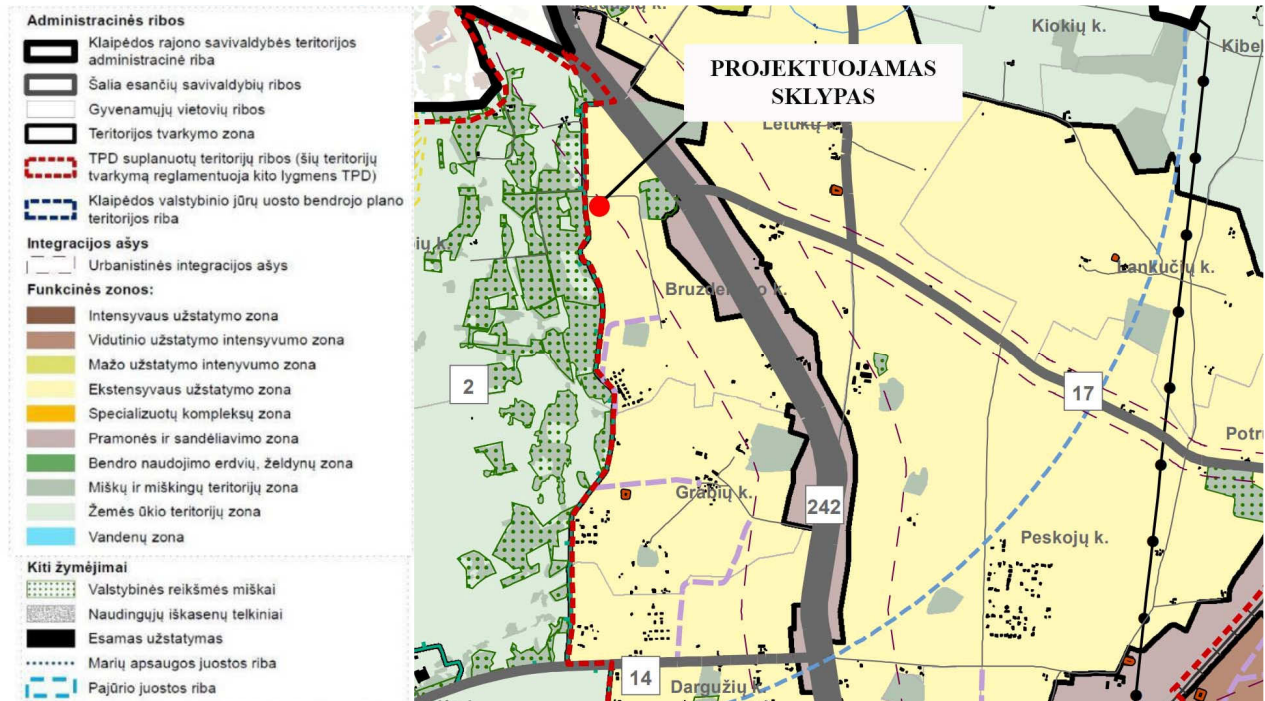 Administracinės ribos
Klaipėdos rajono savivaldybės teritorijos
administracinė riba
Šalia esančių savivaldybių ribos
Gyvenamųjų vietovių ribos
Teritorijos tvarkymo zona
TPD suplanuotų teritorijų ribos (šių teritorijų
tvarkymą reglamentuoja kito lygmens TPD)
Klaipėdos valstybinio jūrų uosto bendrojo plano
teritorijos riba
Integracijos ašys
Urbanistinės integracijos ašys
Funkcinės zonos:
Intensyvaus užstatymo zona
Vidutinio užstatymo intensyvumo zona
Mažo užstatymo intenyvumo zona
Ekstensyvaus užstatymo zona
Specializuotų kompleksų zona
Pramonės ir sandėliavimo zona
Bendro naudojimo erdvių, želdynų zona
Miškų ir miškingų teritorijų zona
Žemės ūkio teritorijų zona
Vandenų zona
Kiti žymėjimai
Valstybinės reikšmės miškai
Naudingųjų iškasenų telkiniai
Esamas užstatymas
Marių apsaugos juostos riba
Pajūrio juostos riba
PROJEKTUOJAMAS
SKLYPAS
Kiokių k.
k.
Lankučių k.
k.
2
17
Grabių k.
242
Peskojų k.
14
Dargužių k.